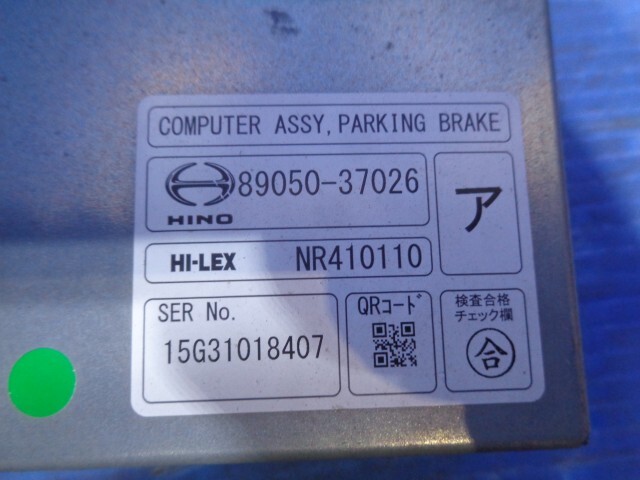 COMPUTER ASSY, PARKING BRAKE
HINO
89050-37026
ア
HI-LEX
NR410110
SER No.
15G31018407
QRコード
検査合格
チェック欄
合